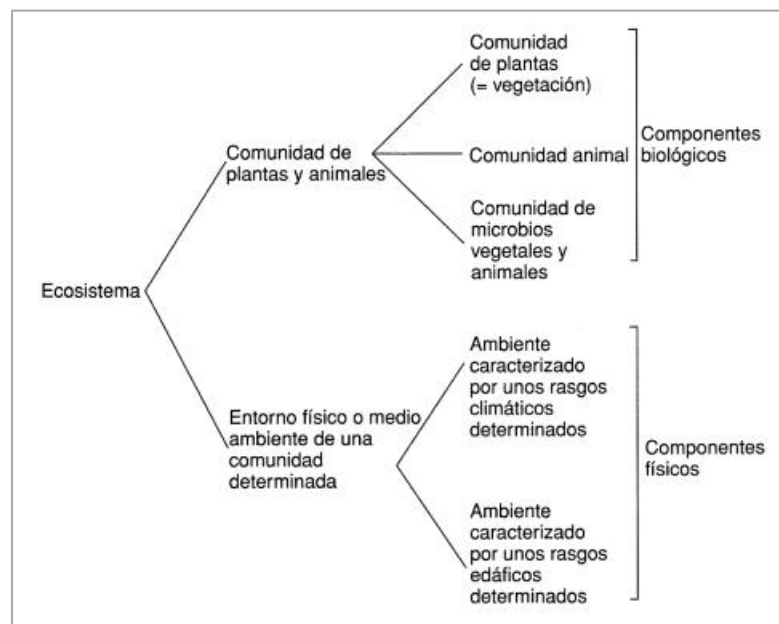 Comunidad
de plantas
(= vegetación)
Comunidad de
plantas y animales
Comunidad animal
Componentes
biológicos
Comunidad de
microbios
vegetales y
animales
Ecosistema
Ambiente
caracterizado
por unos rasgos
climáticos
determinados
Entorno físico o medio
ambiente de una
comunidad
determinada
Componentes
físicos
Ambiente
caracterizado
por unos rasgos
edáficos
determinados